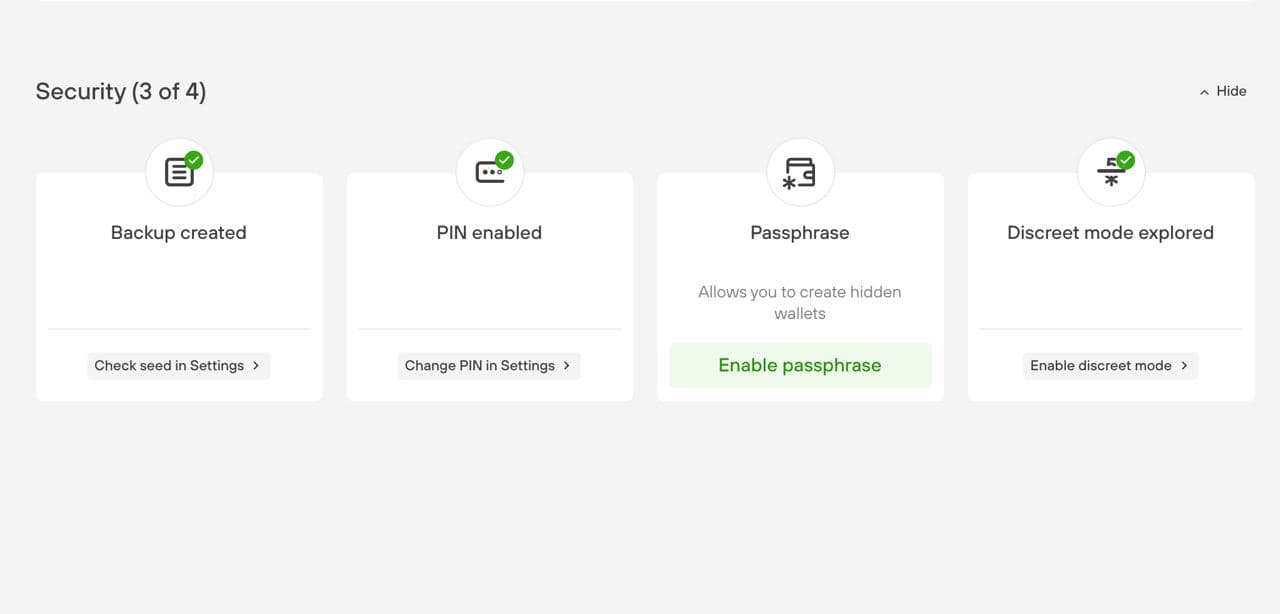 Security (3 of 4)
Hide
Backup created
Check seed in Settings
PIN enabled
Change PIN in Settings
Passphrase
Allows you to create hidden
wallets
Enable passphrase
Discreet mode explored
Enable discreet mode